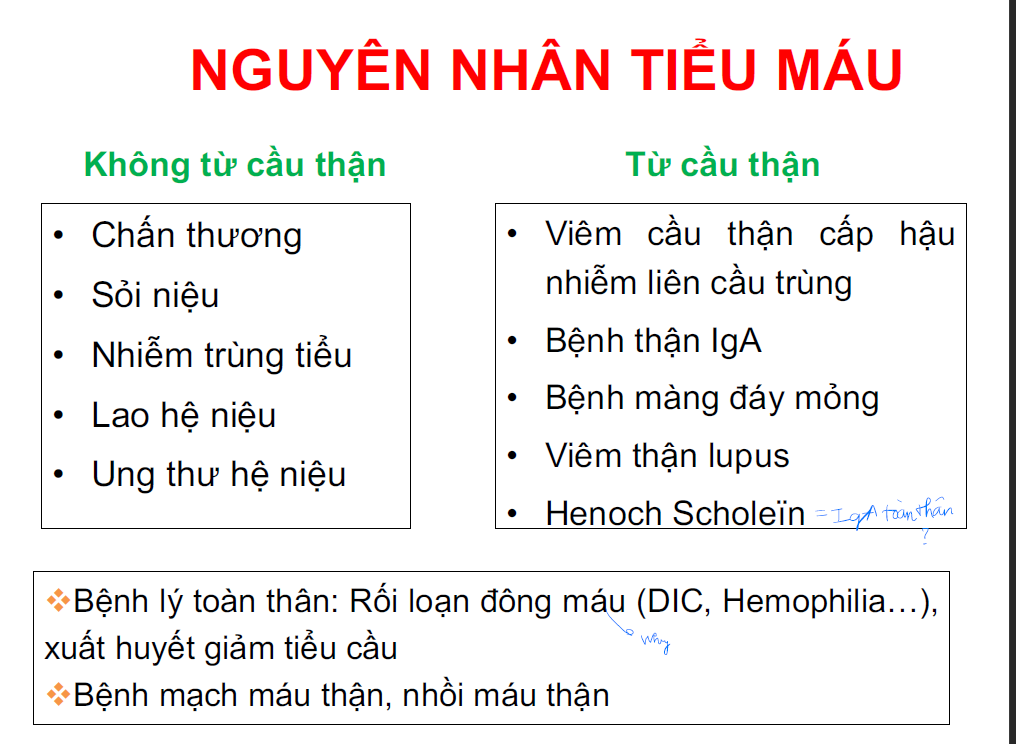 NGUYÊN NHÂN TIỂU MÁU
Không từ cầu thận
• Chấn thương
• Sỏi niệu
• Nhiễm trùng tiểu
• Lao hệ niệu
• Ung thư hệ niệu
Từ cầu thận
• Viêm cầu thận cấp hậu
nhiễm liên cầu trùng
• Bệnh thận IgA
• Bệnh màng đáy mỏng
• Viêm thận lupus
• Henoch Scholeïn = IgA toàn thân
?
❖Bệnh lý toàn thân: Rối loạn đông máu (DIC, Hemophilia…),
why
xuất huyết giảm tiểu cầu
❖Bệnh mạch máu thận, nhồi máu thận